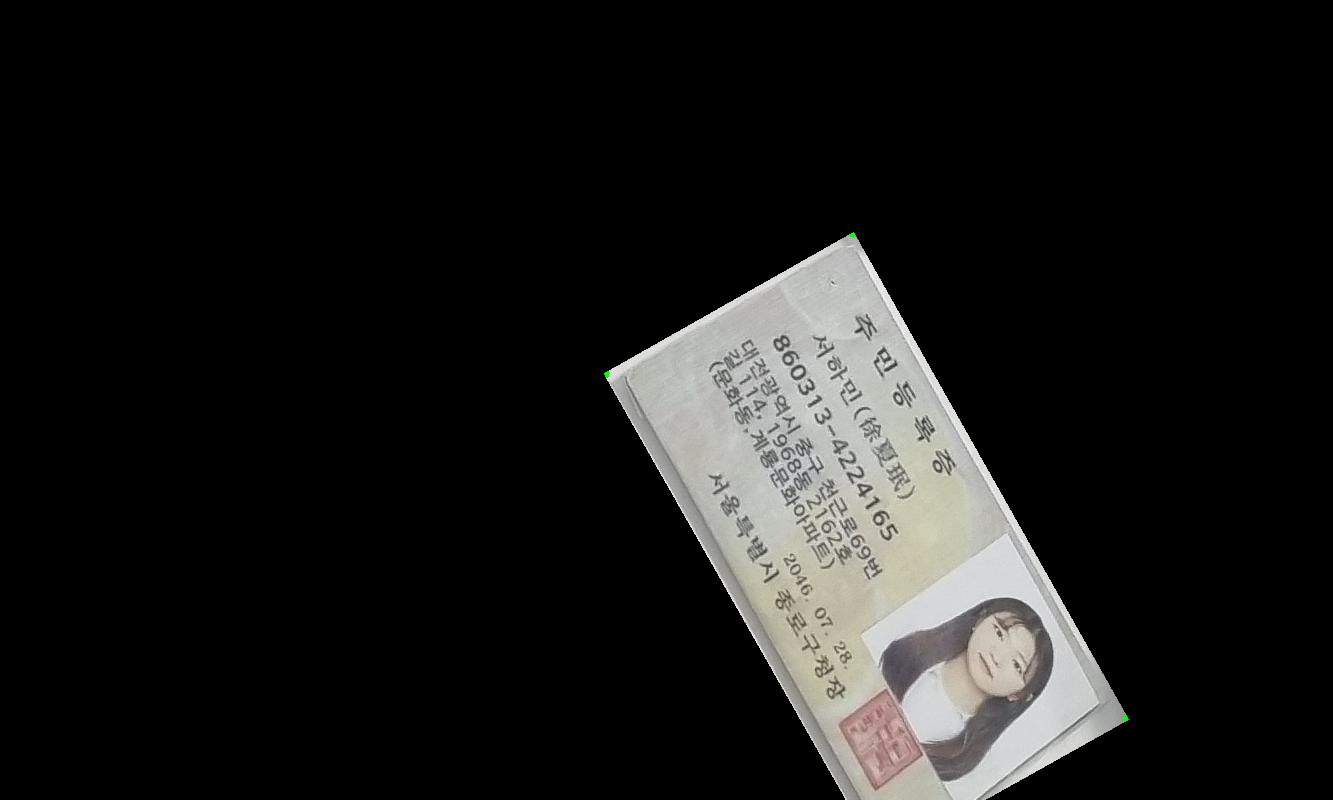 주민등록증
서하민(徐夏珉)
860313-4224165
대전광역시 중구 천근로69번
길 114, 1968동 2162호
(문화동, 계룡문화아파트)
2046. 07. 28.
서울특별시 종로구청장